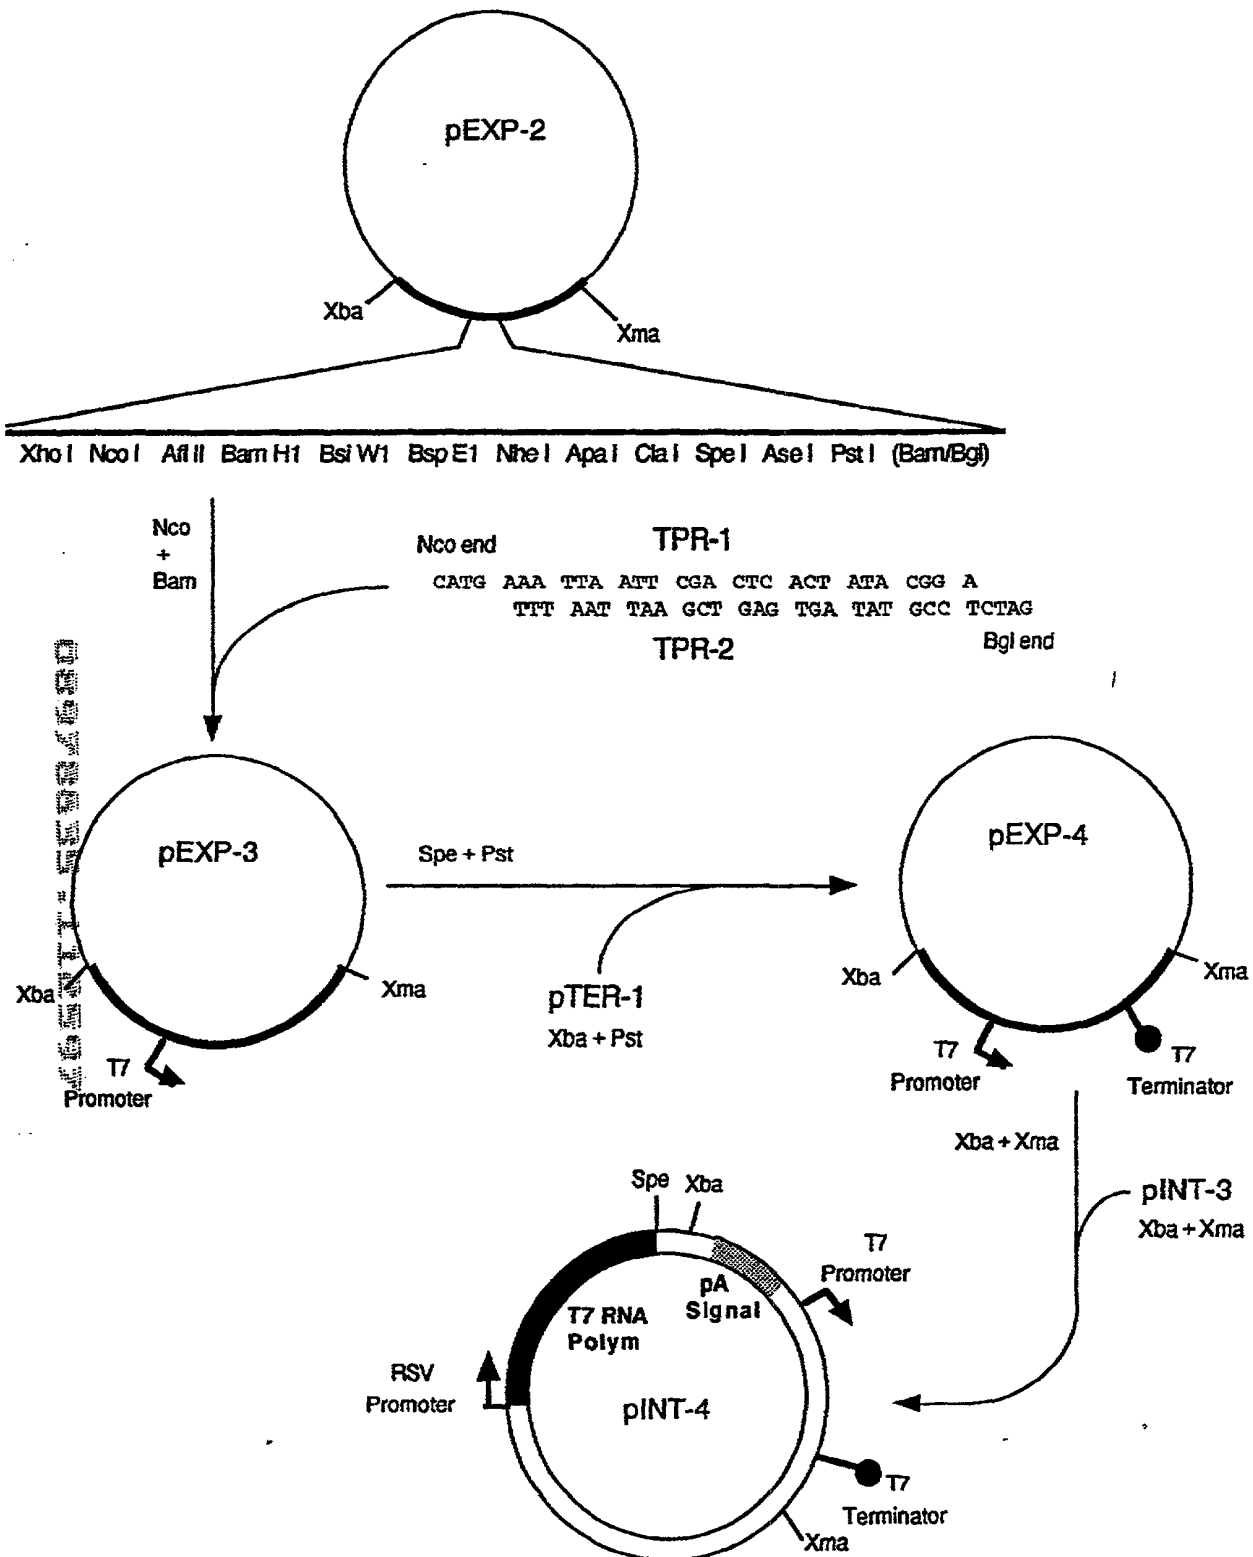 pEXP-2
Xba
Xma
Xho I Nco I Afl II Bam H1 Bsi W1 Bsp E1 Nhe I Apa I Cla I Spe I Ase I Pst I (Bam/Bgl)
Nco
+
Bam
Nco end
TPR-1
CATG AAA TTA ATT CGA CTC ACT ATA CGG A
TTT AAT TAA GCT GAG TGA TAT GCC TCTAG
TPR-2
Bgl end
pEXP-3
Xba
Xma
T7
Promoter
Spe + Pst
pTER-1
Xba + Pst
pEXP-4
Xba
Xma
T7
Promoter
T7
Terminator
Xba + Xma
pINT-3
Xba + Xma
Spe
Xba
T7
Promoter
pA
Signal
T7 RNA
Polym
RSV
Promoter
pINT-4
T7
Terminator
Xma